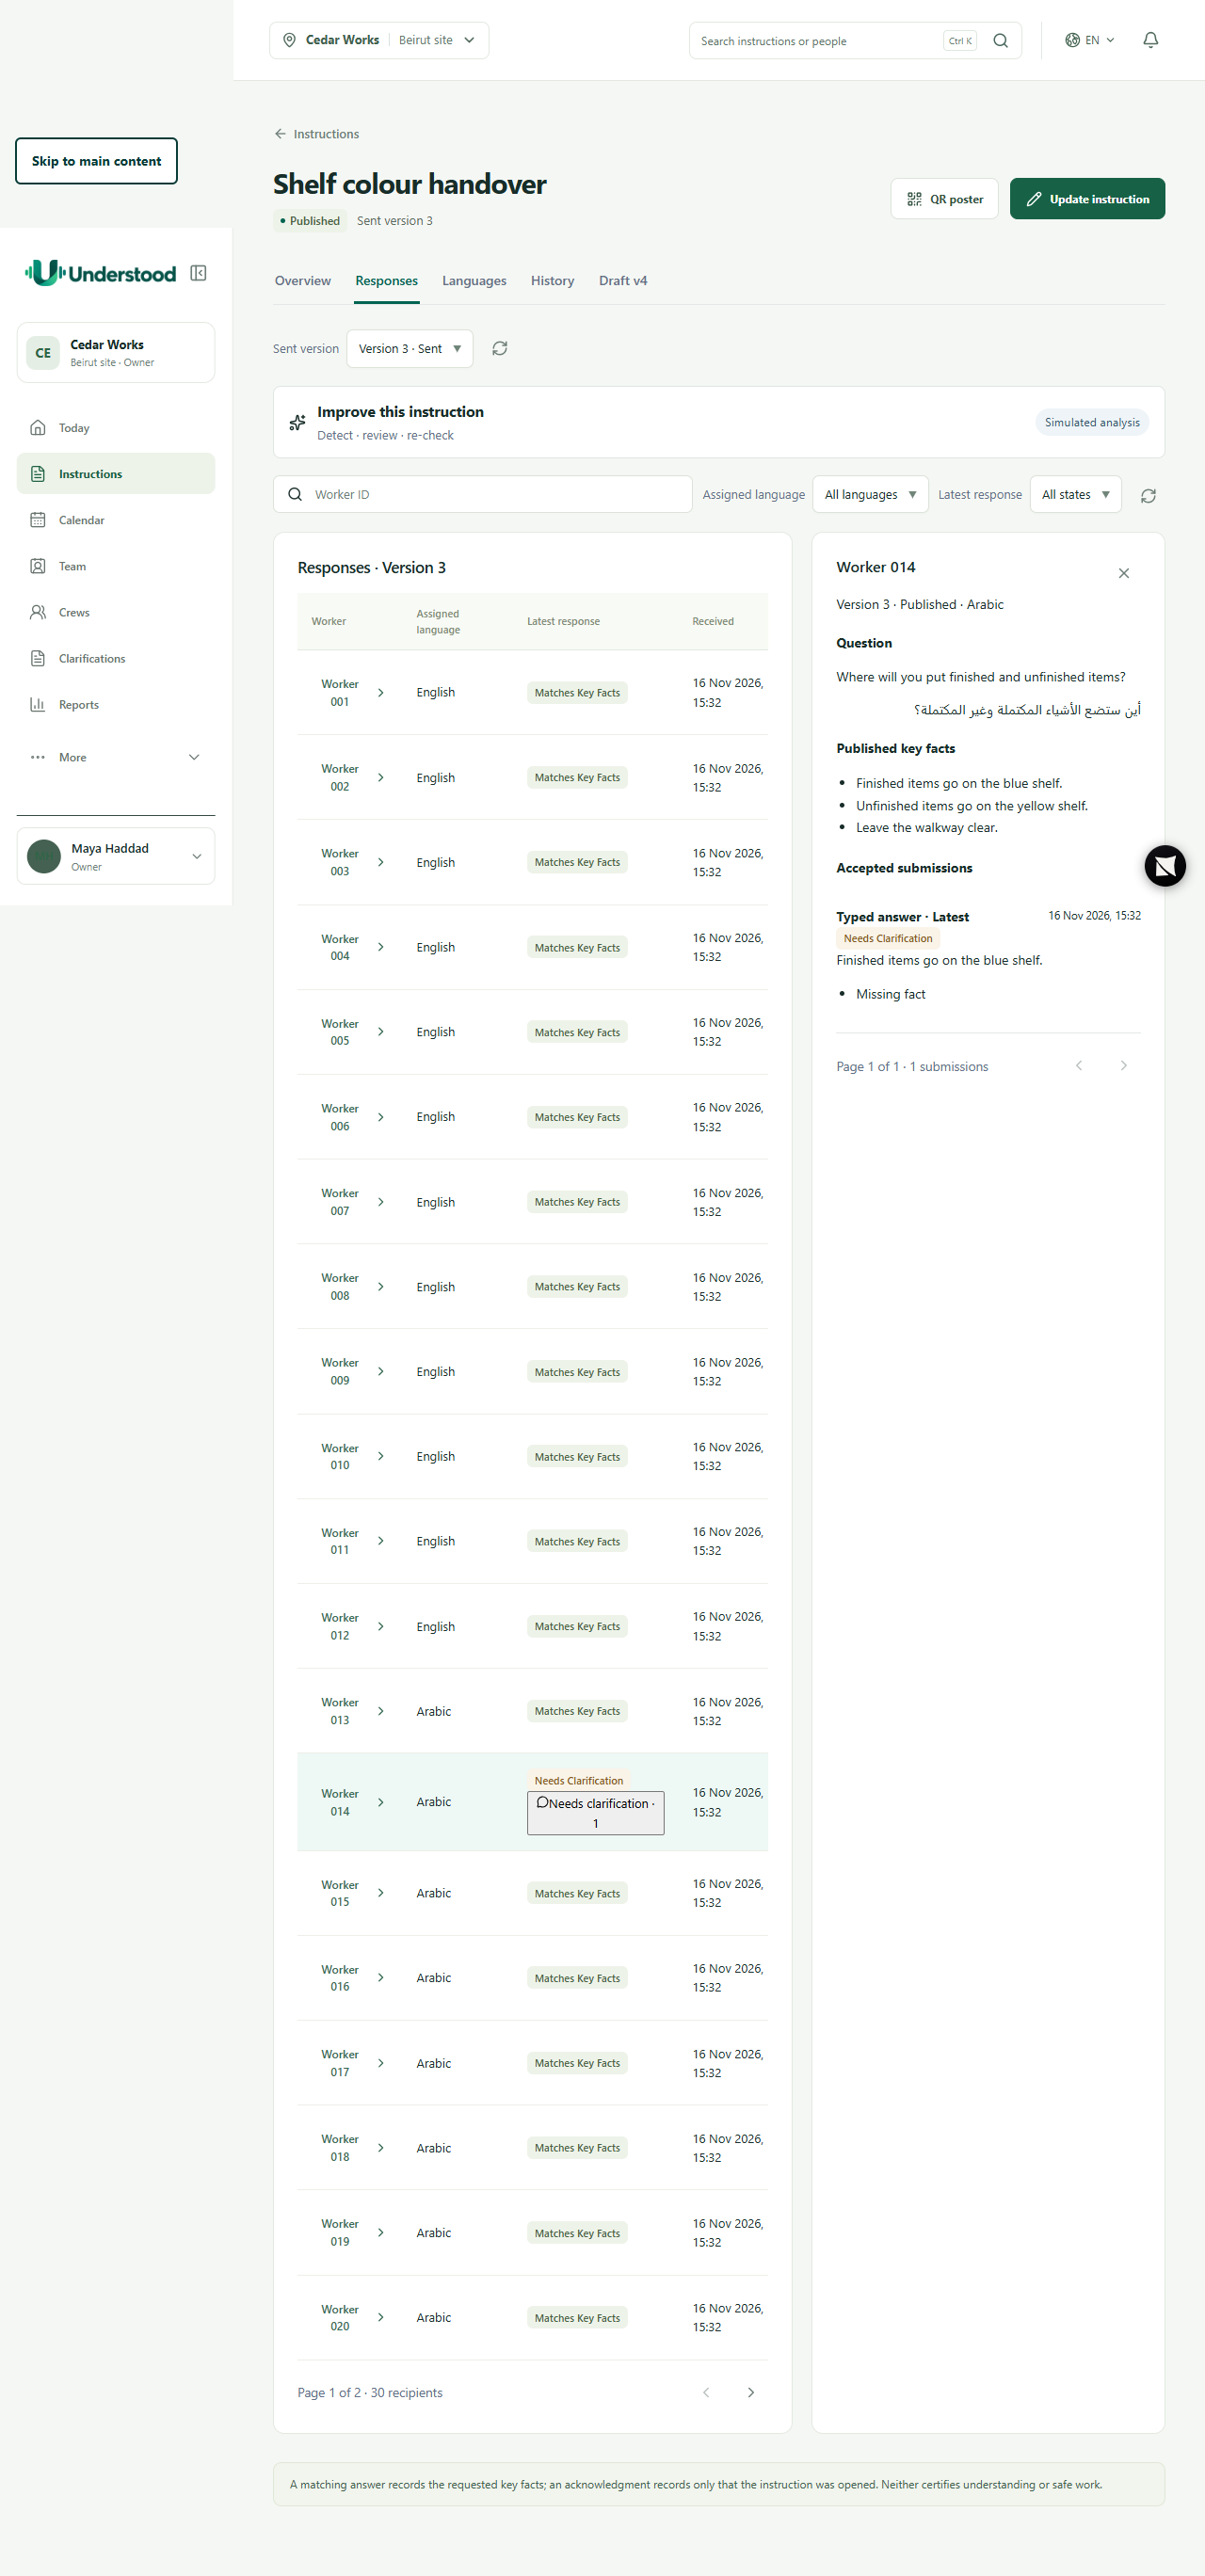 Cedar Works
Beirut site
Search instructions or people
Ctrl K
EN
Skip to main content
Understood
CE
Cedar Works
Beirut site · Owner
Today
Instructions
Calendar
Team
Crews
Clarifications
Reports
More
Maya Haddad
Owner
Instructions
Shelf colour handover
Published
Sent version 3
QR poster
Update instruction
Overview
Responses
Languages
History
Draft v4
Sent version
Version 3 · Sent
Improve this instruction
Detect · review · re-check
Simulated analysis
Worker ID
Assigned language
All languages
Latest response
All states
Responses · Version 3
Worker
Assigned
language
Latest response
Received
Worker
001
English
Matches Key Facts
16 Nov 2026,
15:32
Worker
002
English
Matches Key Facts
16 Nov 2026,
15:32
Worker
003
English
Matches Key Facts
16 Nov 2026,
15:32
Worker
004
English
Matches Key Facts
16 Nov 2026,
15:32
Worker
005
English
Matches Key Facts
16 Nov 2026,
15:32
Worker
006
English
Matches Key Facts
16 Nov 2026,
15:32
Worker
007
English
Matches Key Facts
16 Nov 2026,
15:32
Worker
008
English
Matches Key Facts
16 Nov 2026,
15:32
Worker
009
English
Matches Key Facts
16 Nov 2026,
15:32
Worker
010
English
Matches Key Facts
16 Nov 2026,
15:32
Worker
011
English
Matches Key Facts
16 Nov 2026,
15:32
Worker
012
English
Matches Key Facts
16 Nov 2026,
15:32
Worker
013
Arabic
Matches Key Facts
16 Nov 2026,
15:32
Worker
014
Arabic
Needs Clarification
Needs clarification ·
1
16 Nov 2026,
15:32
Worker
015
Arabic
Matches Key Facts
16 Nov 2026,
15:32
Worker
016
Arabic
Matches Key Facts
16 Nov 2026,
15:32
Worker
017
Arabic
Matches Key Facts
16 Nov 2026,
15:32
Worker
018
Arabic
Matches Key Facts
16 Nov 2026,
15:32
Worker
019
Arabic
Matches Key Facts
16 Nov 2026,
15:32
Worker
020
Arabic
Matches Key Facts
16 Nov 2026,
15:32
Page 1 of 2 · 30 recipients
Worker 014
Version 3 · Published · Arabic
Question
Where will you put finished and unfinished items?
أين ستضع الأشياء المكتملة وغير المكتملة؟
Published key facts
Finished items go on the blue shelf.
Unfinished items go on the yellow shelf.
Leave the walkway clear.
Accepted submissions
Typed answer · Latest
16 Nov 2026, 15:32
Needs Clarification
Finished items go on the blue shelf.
Missing fact
Page 1 of 1 · 1 submissions
A matching answer records the requested key facts; an acknowledgment records only that the instruction was opened. Neither certifies understanding or safe work.